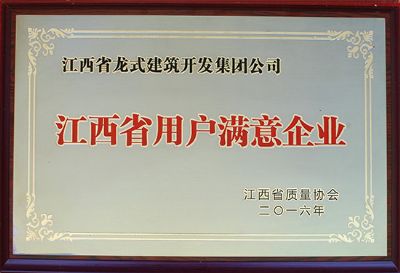 江西省龙式建筑开发集团公司
江西省用户满意企业
江西省质量协会
二〇一六年